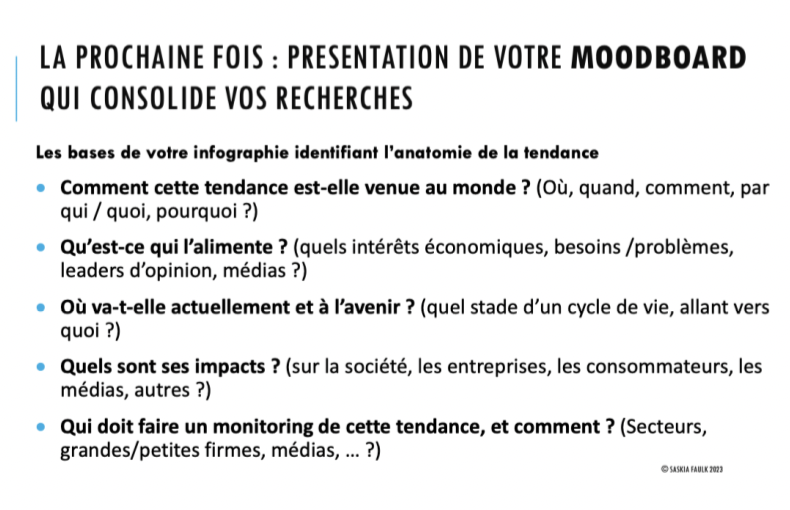 LA PROCHAINE FOIS : PRESENTATION DE VOTRE MOODBOARD
QUI CONSOLIDE VOS RECHERCHES
Les bases de votre infographie identifiant l'anatomie de la tendance
• Comment cette tendance est-elle venue au monde ? (Où, quand, comment, par
qui / quoi, pourquoi ?)
• Qu'est-ce qui l'alimente ? (quels intérêts économiques, besoins /problèmes,
leaders d'opinion, médias ?)
• Où va-t-elle actuellement et à l'avenir ? (quel stade d'un cycle de vie, allant vers
quoi ?)
• Quels sont ses impacts ? (sur la société, les entreprises, les consommateurs, les
médias, autres ?)
• Qui doit faire un monitoring de cette tendance, et comment ? (Secteurs,
grandes/petites firmes, médias, ... ?)
© SASKIA FAULK 2023